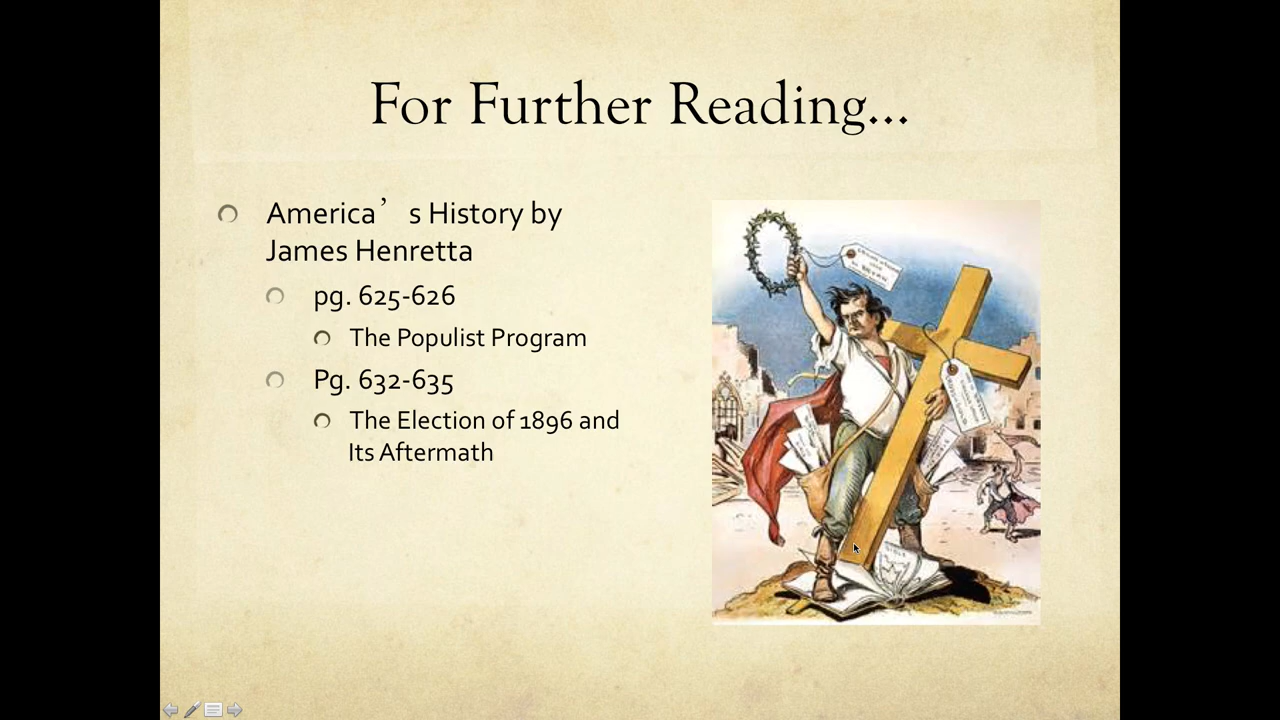 For Further Reading...
America’s History by
James Henretta
pg. 625-626
The Populist Program
Pg. 632-635
The Election of 1896 and
Its Aftermath
BIBLE